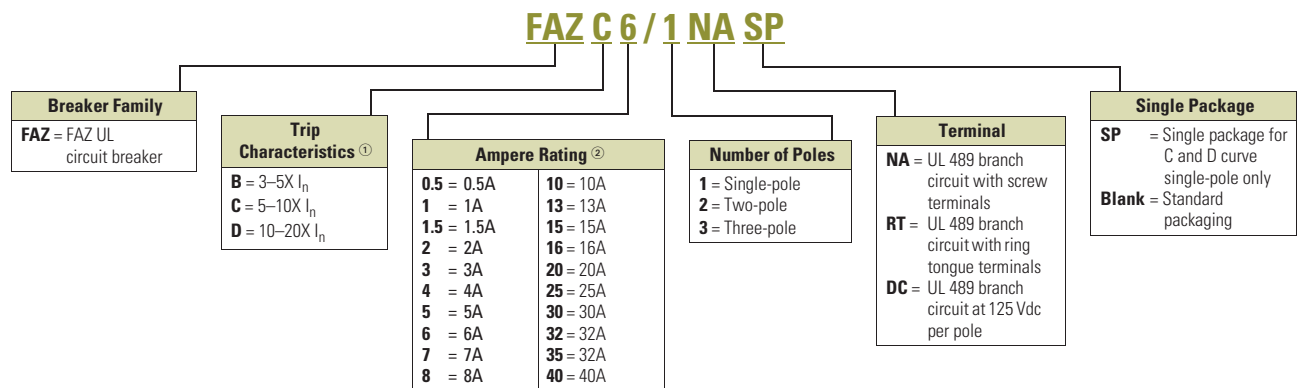 FAZ C 6 / 1 NA SP
Breaker Family
FAZ = FAZ UL
circuit breaker
Trip
Characteristics ①
B = 3–5X In
C = 5–10X In
D = 10–20X In
Ampere Rating ②
0.5 = 0.5A
1 = 1A
1.5 = 1.5A
2 = 2A
3 = 3A
4 = 4A
5 = 5A
6 = 6A
7 = 7A
8 = 8A
10 = 10A
13 = 13A
15 = 15A
16 = 16A
20 = 20A
25 = 25A
30 = 30A
32 = 32A
35 = 32A
40 = 40A
Number of Poles
1 = Single-pole
2 = Two-pole
3 = Three-pole
Terminal
NA = UL 489 branch
circuit with screw
terminals
RT = UL 489 branch
circuit with ring
tongue terminals
DC = UL 489 branch
circuit at 125 Vdc
per pole
Single Package
SP = Single package for
C and D curve
single-pole only
Blank = Standard
packaging